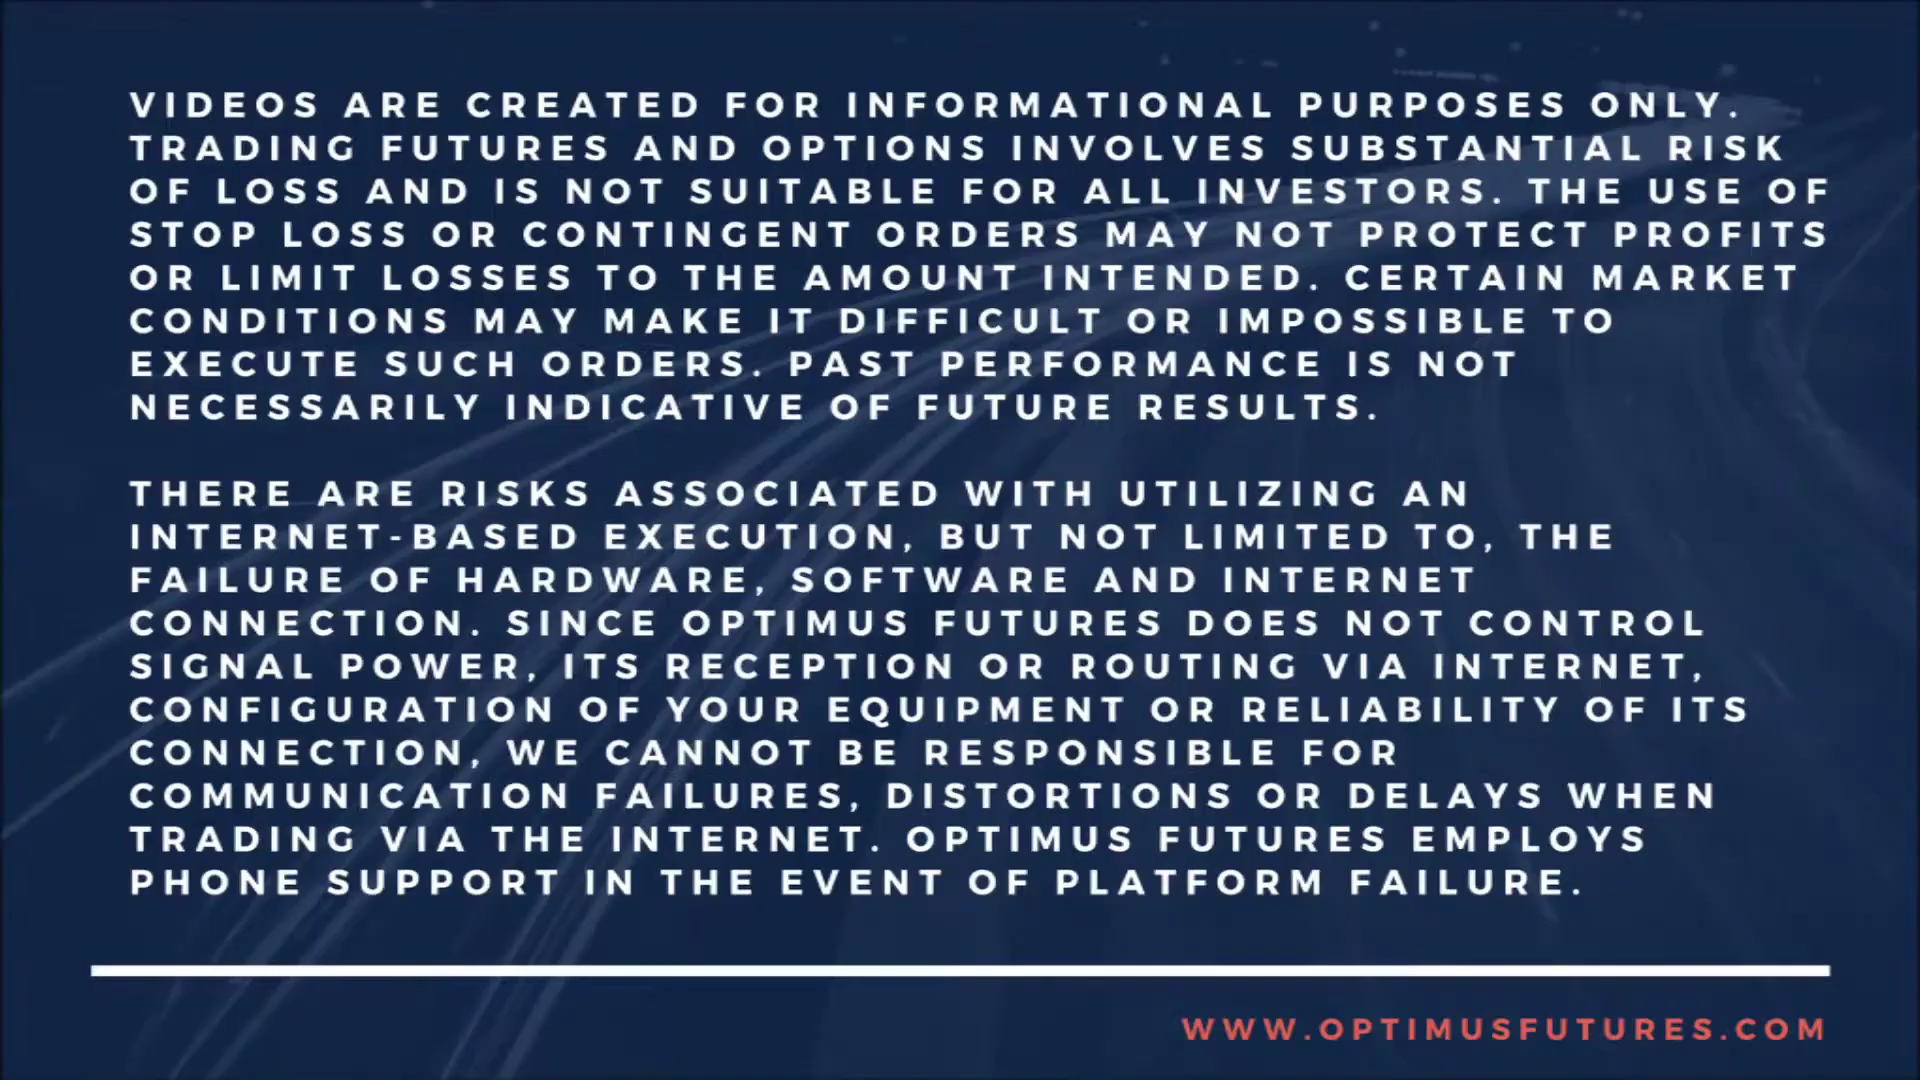 VIDEOS ARE CREATED FOR INFORMATIONAL PURPOSES ONLY.
TRADING FUTURES AND OPTIONS INVOLVES SUBSTANTIAL RISK
OF LOSS AND IS NOT SUITABLE FOR ALL INVESTORS. THE USE OF
STOP LOSS OR CONTINGENT ORDERS MAY NOT PROTECT PROFITS
OR LIMIT LOSSES TO THE AMOUNT INTENDED. CERTAIN MARKET
CONDITIONS MAY MAKE IT DIFFICULT OR IMPOSSIBLE TO
EXECUTE SUCH ORDERS. PAST PERFORMANCE IS NOT
NECESSARILY INDICATIVE OF FUTURE RESULTS.
THERE ARE RISKS ASSOCIATED WITH UTILIZING AN
INTERNET-BASED EXECUTION, BUT NOT LIMITED TO, THE
FAILURE OF HARDWARE, SOFTWARE AND INTERNET
CONNECTION. SINCE OPTIMUS FUTURES DOES NOT CONTROL
SIGNAL POWER, ITS RECEPTION OR ROUTING VIA INTERNET,
CONFIGURATION OF YOUR EQUIPMENT OR RELIABILITY OF ITS
CONNECTION, WE CANNOT BE RESPONSIBLE FOR
COMMUNICATION FAILURES, DISTORTIONS OR DELAYS WHEN
TRADING VIA THE INTERNET. OPTIMUS FUTURES EMPLOYS
PHONE SUPPORT IN THE EVENT OF PLATFORM FAILURE.
WWW.OPTIMUSFUTURES.COM